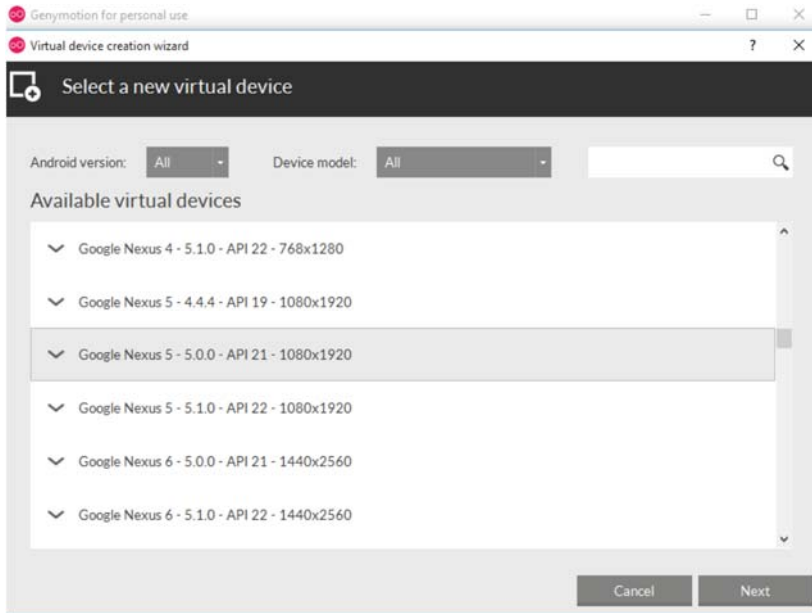 Genymotion for personal use
Virtual device creation wizard
Select a new virtual device
Android version: All Device model: All
Available virtual devices
Google Nexus 4 - 5.1.0 - API 22 - 768x1280
Google Nexus 5 - 4.4.4 - API 19 - 1080x1920
Google Nexus 5 - 5.0.0 - API 21 - 1080x1920
Google Nexus 5 - 5.1.0 - API 22 - 1080x1920
Google Nexus 6 - 5.0.0 - API 21 - 1440x2560
Google Nexus 6 - 5.1.0 - API 22 - 1440x2560
Cancel Next